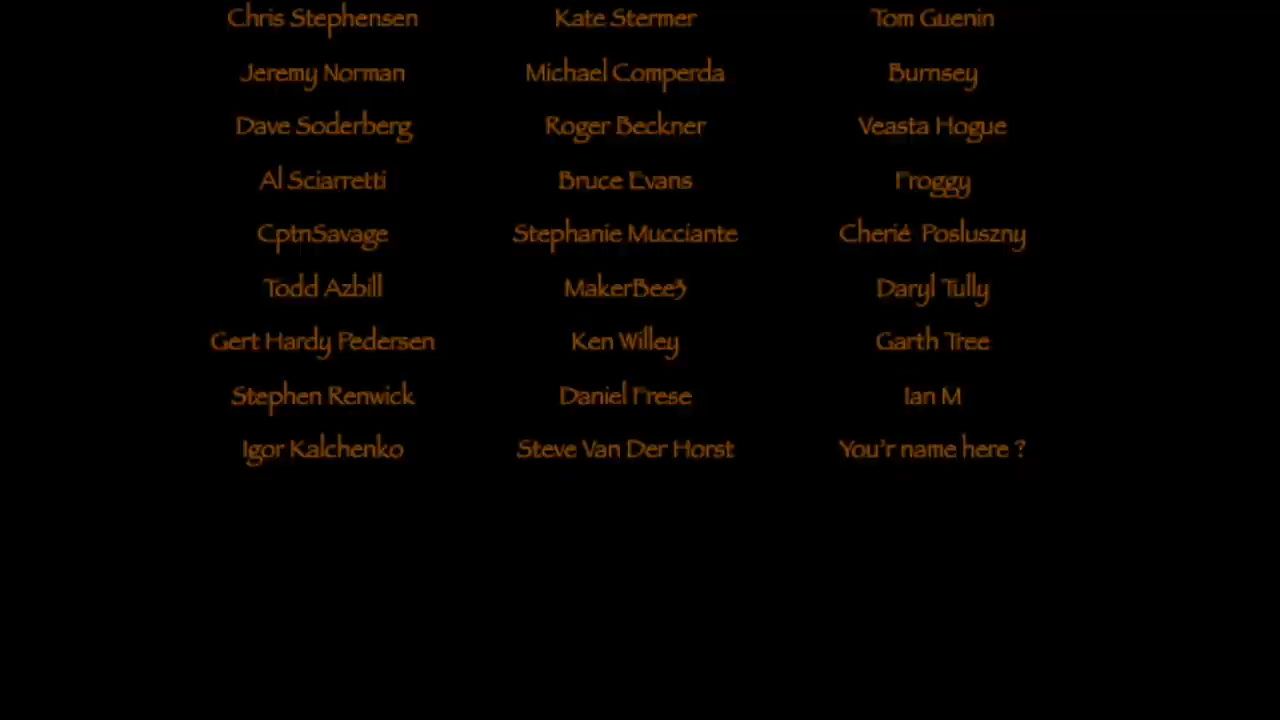 Chris Stephensen Kate Stermer Tom Guenin
Jeremy Norman Michael Comperda Burnsey
Dave Soderberg Roger Beckner Veasta Hogue
Al Sciarretti Bruce Evans Froggy
CptnSavage Stephanie Mucciante Cherié Posluszny
Todd Azbill MakerBee3 Daryl Tully
Gert Hardy Pedersen Ken Willey Garth Tree
Stephen Renwick Daniel Frese Ian M
Igor Kalchenko Steve Van Der Horst You'r name here ?